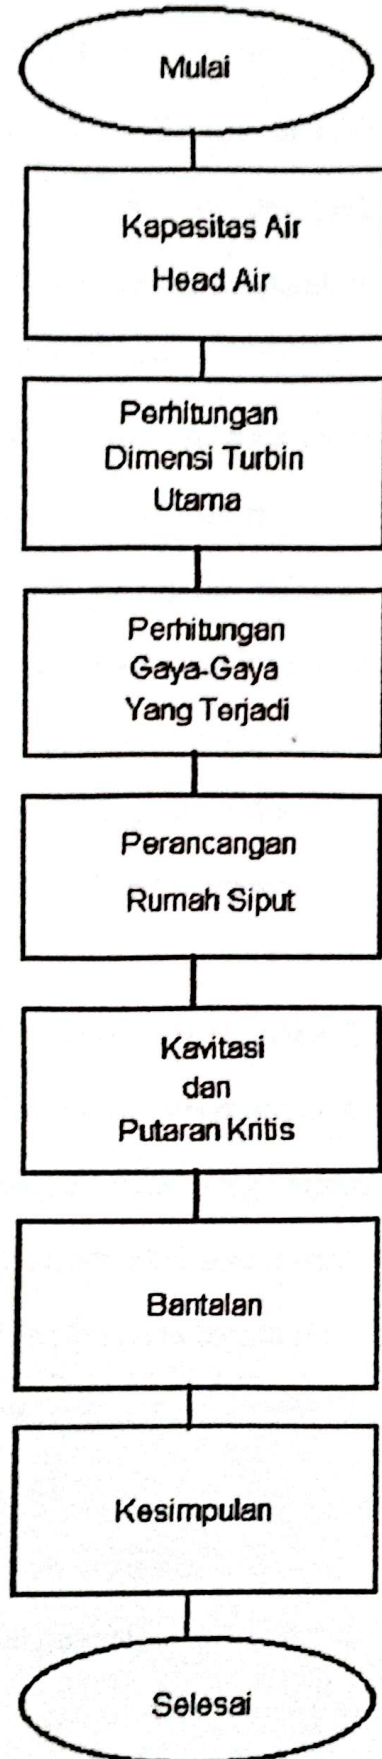 Mulai
Kapasitas Air
Head Air
Perhitungan
Dimensi Turbin
Utama
Perhitungan
Gaya-Gaya
Yang Terjadi
Perancangan
Rumah Siput
Kavitasi
dan
Putaran Kritis
Bantalan
Kesimpulan
Selesai